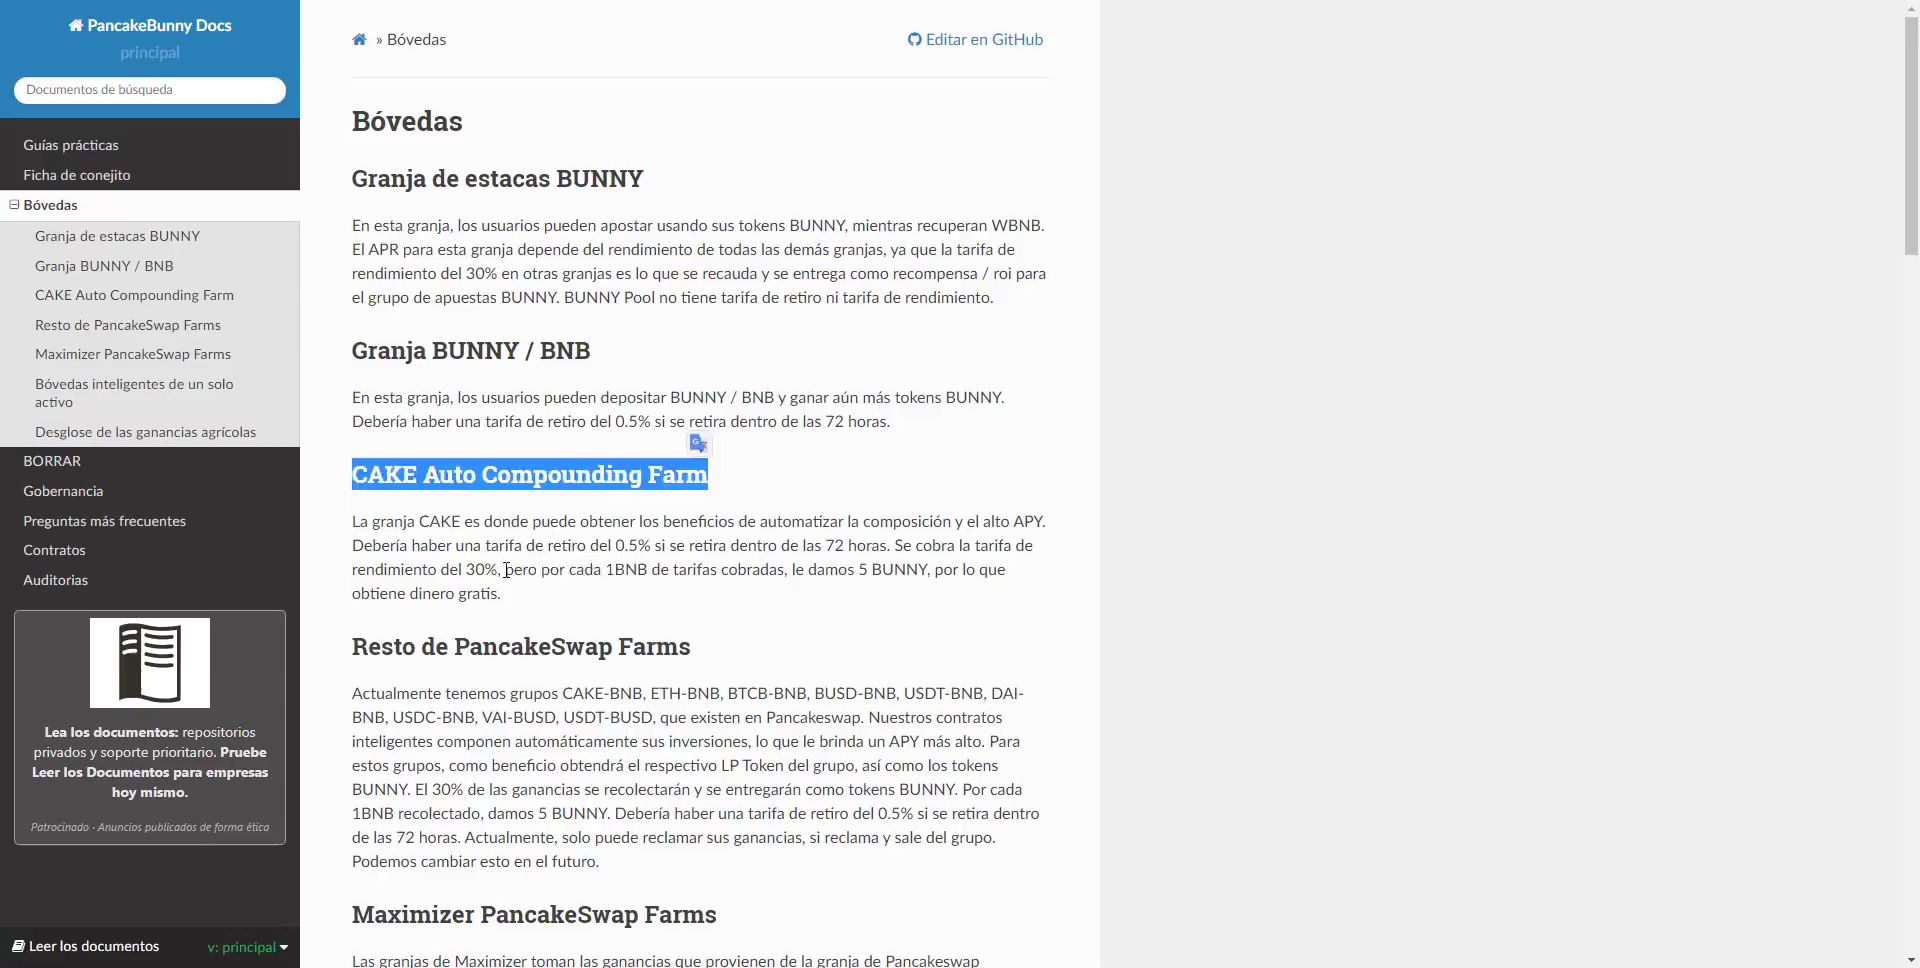 PancakeBunny Docs
principal
Documentos de búsqueda
Guías prácticas
Ficha de conejito
Bóvedas
Granja de estacas BUNNY
Granja BUNNY / BNB
CAKE Auto Compounding Farm
Resto de PancakeSwap Farms
Maximizer PancakeSwap Farms
Bóvedas inteligentes de un solo
activo
Desglose de las ganancias agrícolas
BORRAR
Gobernancia
Preguntas más frecuentes
Contratos
Auditorias
Lea los documentos: repositorios
privados y soporte prioritario. Pruebe
Leer los Documentos para empresas
hoy mismo.
Patrocinado · Anuncios publicados de forma ética
Leer los documentos
v: principal
» Bóvedas
Editar en GitHub
Bóvedas
Granja de estacas BUNNY
En esta granja, los usuarios pueden apostar usando sus tokens BUNNY, mientras recuperan WBNB.
El APR para esta granja depende del rendimiento de todas las demás granjas, ya que la tarifa de
rendimiento del 30% en otras granjas es lo que se recauda y se entrega como recompensa / roi para
el grupo de apuestas BUNNY. BUNNY Pool no tiene tarifa de retiro ni tarifa de rendimiento.
Granja BUNNY / BNB
En esta granja, los usuarios pueden depositar BUNNY / BNB y ganar aún más tokens BUNNY.
Debería haber una tarifa de retiro del 0.5% si se retira dentro de las 72 horas.
CAKE Auto Compounding Farm
La granja CAKE es donde puede obtener los beneficios de automatizar la composición y el alto APY.
Debería haber una tarifa de retiro del 0.5% si se retira dentro de las 72 horas. Se cobra la tarifa de
rendimiento del 30%, pero por cada 1BNB de tarifas cobradas, le damos 5 BUNNY, por lo que
obtiene dinero gratis.
Resto de PancakeSwap Farms
Actualmente tenemos grupos CAKE-BNB, ETH-BNB, BTCB-BNB, BUSD-BNB, USDT-BNB, DAI-
BNB, USDC-BNB, VAI-BUSD, USDT-BUSD, que existen en Pancakeswap. Nuestros contratos
inteligentes componen automáticamente sus inversiones, lo que le brinda un APY más alto. Para
estos grupos, como beneficio obtendrá el respectivo LP Token del grupo, así como los tokens
BUNNY. El 30% de las ganancias se recolectarán y se entregarán como tokens BUNNY. Por cada
1BNB recolectado, damos 5 BUNNY. Debería haber una tarifa de retiro del 0.5% si se retira dentro
de las 72 horas. Actualmente, solo puede reclamar sus ganancias, si reclama y sale del grupo.
Podemos cambiar esto en el futuro.
Maximizer PancakeSwap Farms
Las granjas de Maximizer toman las ganancias que provienen de la granja de Pancakeswap